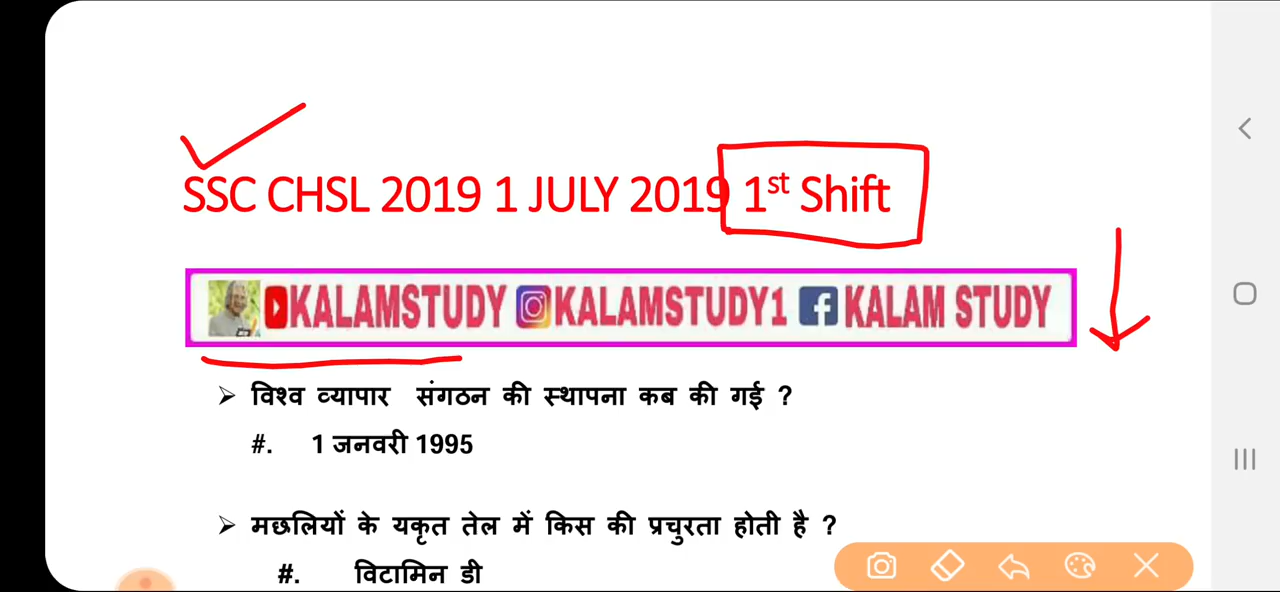 SSC CHSL 2019 1 JULY 2019 1st Shift
KALAMSTUDY KALAMSTUDY1 KALAM STUDY
➢ विश्व व्यापार संगठन की स्थापना कब की गई ?
#. 1 जनवरी 1995
➢ मछलियों के यकृत तेल में किस की प्रचुरता होती है ?
#. विटामिन डी